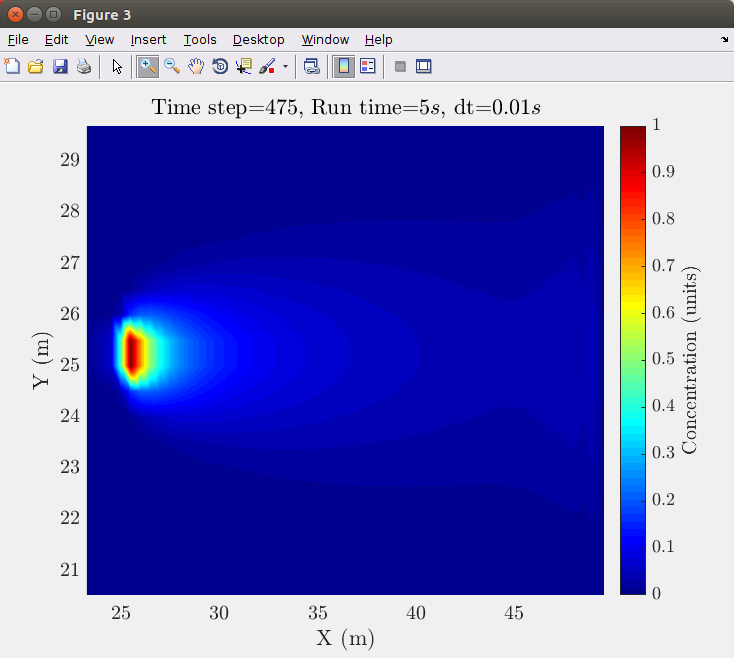 Figure 3
File Edit View Insert Tools Desktop Window Help
Time step=475, Run time=5s, dt=0.01s
29
28
27
26
25
24
23
22
21
Y (m)
25 30 35 40 45
X (m)
1
0.9
0.8
0.7
0.6
0.5
0.4
0.3
0.2
0.1
0
Concentration (units)